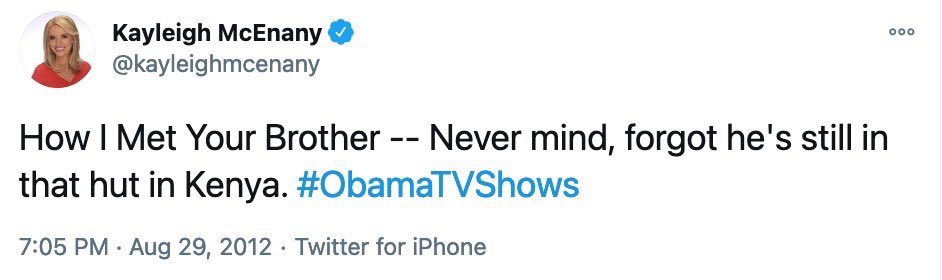 Kayleigh McEnany
@kayleighmcenany
How I Met Your Brother -- Never mind, forgot he's still in
that hut in Kenya. #ObamaTVShows
7:05 PM · Aug 29, 2012 · Twitter for iPhone